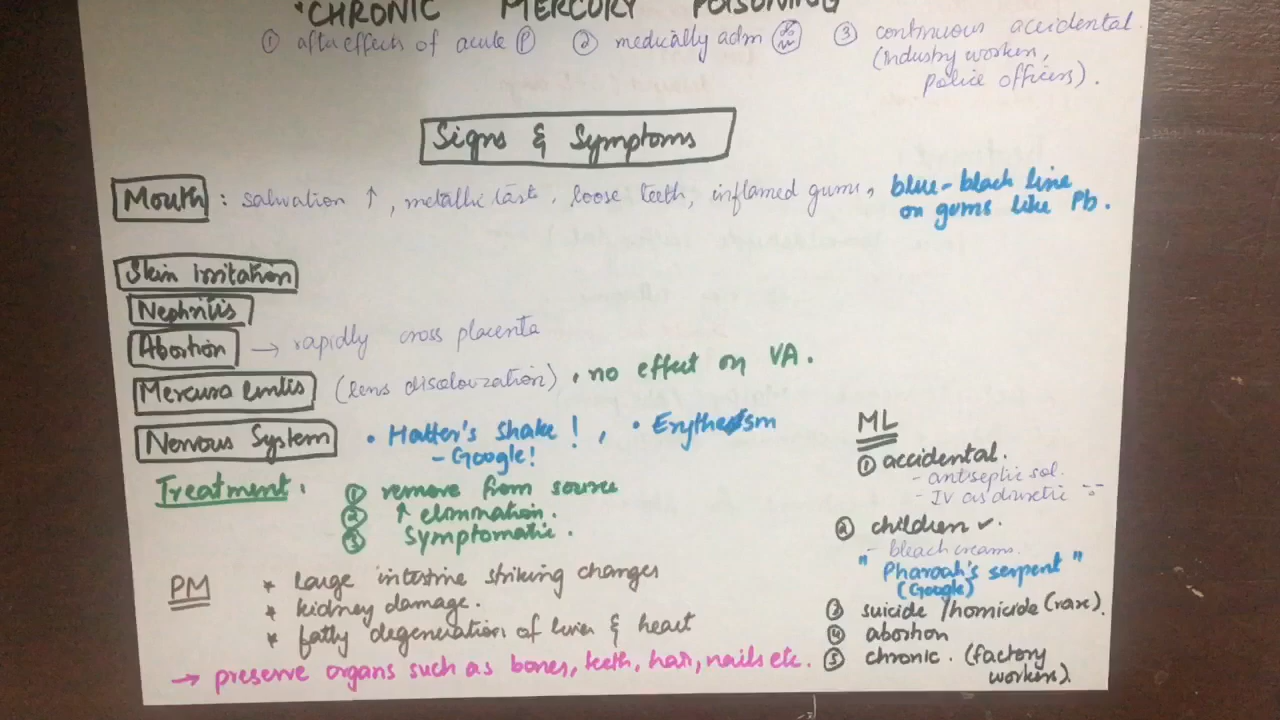 *CHRONIC MERCURY POISONING
① after effects of acute Ⓟ ② medically adm ③ continuous accidental.
(Industry worker,
police officers).
Signs & Symptoms
Mouth : salivation ↑, metallic taste, loose teeth, inflamed gums, blue-black line
on gums like Pb.
Skin Irritation
Nephritis
Abortion → rapidly cross placenta
Mercuria lentis (lens discolourization), no effect on VA.
Nervous System • Hatter's shake!, • Erythesm
- Google!
Treatment: ① remove from source
② ↑ elimination.
③ symptomatic.
PM * Large intestine striking changes
* kidney damage.
* fatty degeneration of liver & heart
→ preserve organs such as bones, teeth, hair, nails etc.
ML
① accidental.
- antiseptic sol.
- IV as diuretic
② children ✓.
- bleach creams.
"Pharoah's serpent"
(Google)
③ suicide/homicide (rare).
④ abortion
⑤ chronic. (factory
workers).